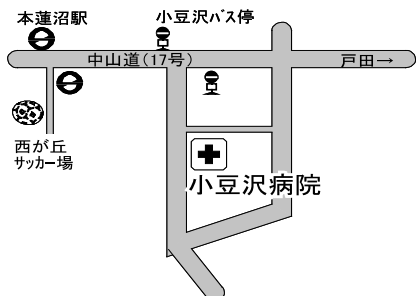 本蓮沼駅
小豆沢バス停
中山道(17号)
戸田→
西が丘
サッカー場
小豆沢病院